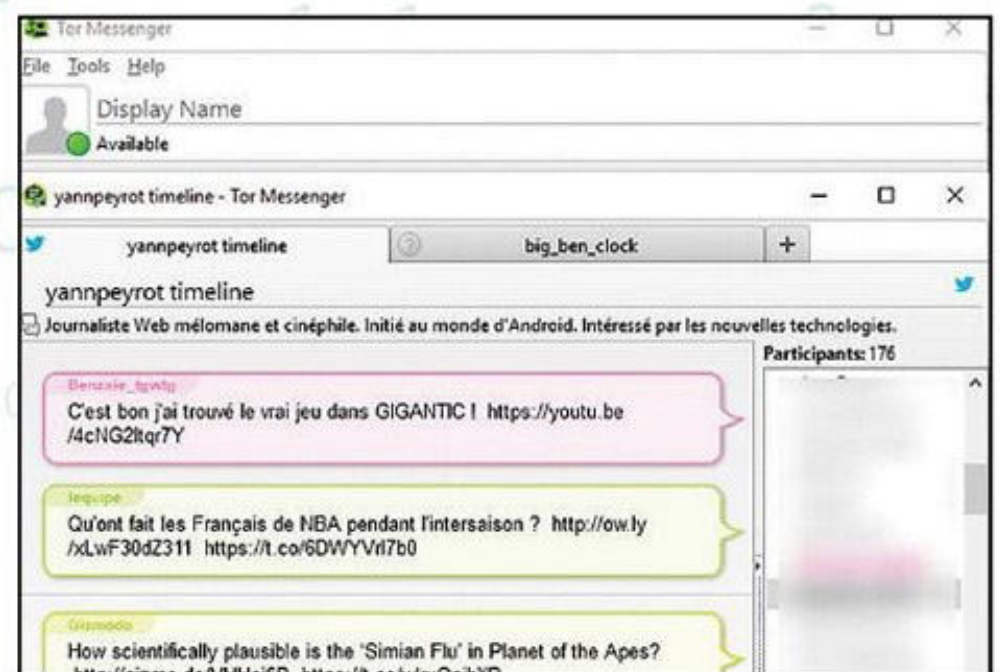 Tor Messenger
File Tools Help
Display Name
Available
yannpeyrot timeline - Tor Messenger
yannpeyrot timeline
big_ben_clock
+
yannpeyrot timeline
Journaliste Web mélomane et cinéphile. Initié au monde d'Android. Intéressé par les nouvelles technologies.
Participants: 176
Benzaie_tgwtg
C'est bon j'ai trouvé le vrai jeu dans GIGANTIC ! https://youtu.be
/4cNG2ltqr7Y
lequipe
Qu'ont fait les Français de NBA pendant l'intersaison ? http://ow.ly
/xLwF30dZ311 https://t.co/6DWYVrl7b0
Gizmodo
How scientifically plausible is the 'Simian Flu' in Planet of the Apes?